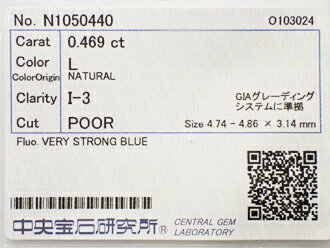 No. N1050440 O103024
Carat 0.469 ct
Color L
ColorOrigin NATURAL
Clarity I-3
GIAグレーディング
システムに準拠
Cut POOR Size 4.74 - 4.86 × 3.14 mm
Fluo. VERY STRONG BLUE
中央宝石研究所® CENTRAL GEM
LABORATORY